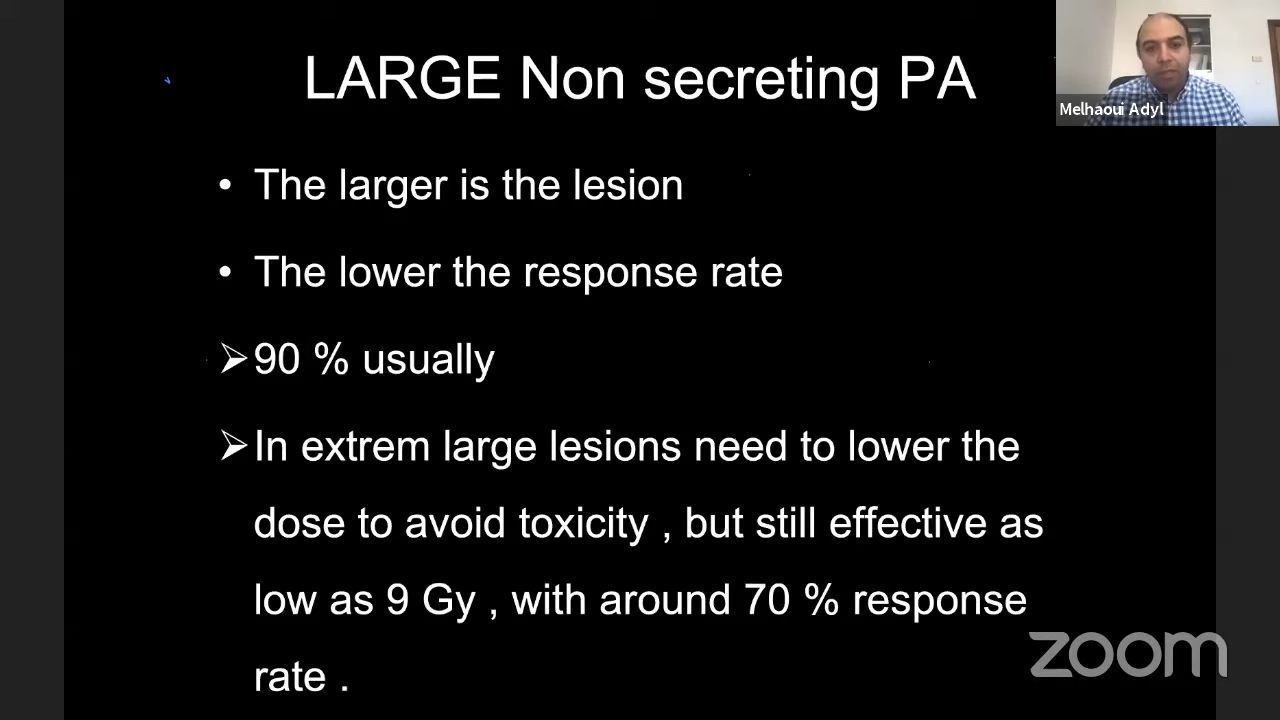 LARGE Non secreting PA
Melhaoui Adyl
• The larger is the lesion
• The lower the response rate
➢ 90 % usually
➢ In extrem large lesions need to lower the
dose to avoid toxicity , but still effective as
low as 9 Gy , with around 70 % response
rate .
zoom